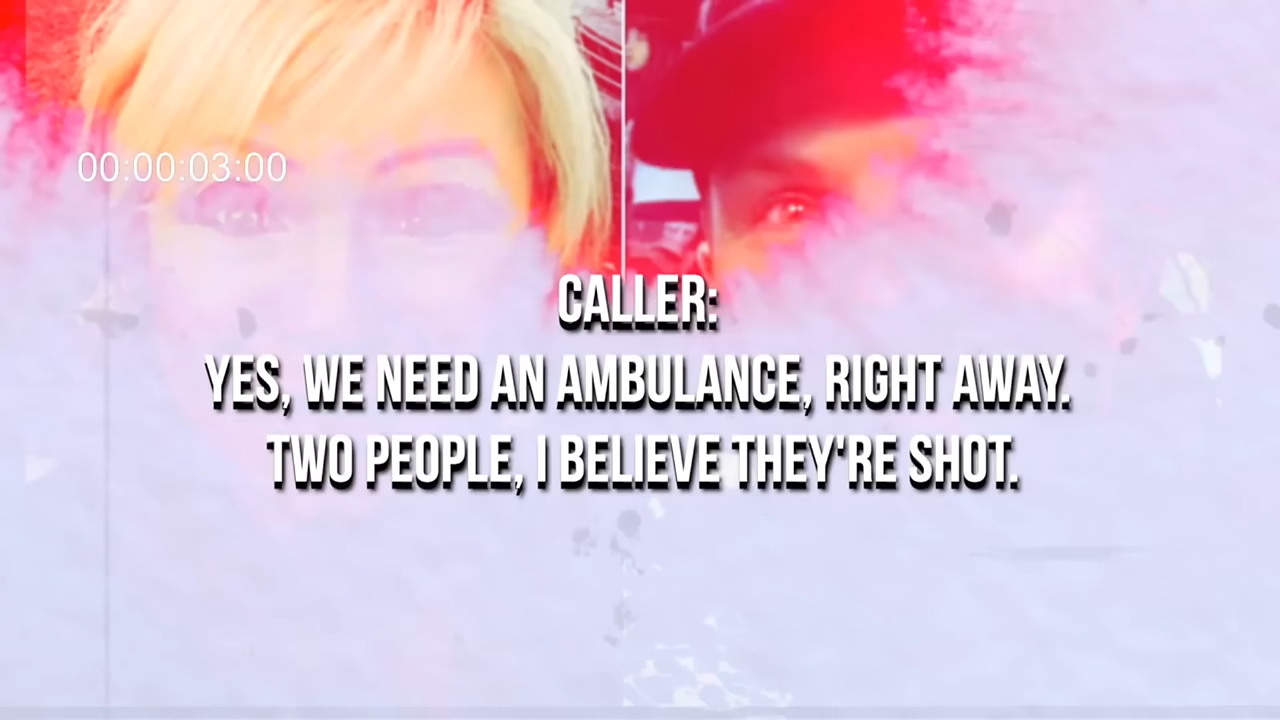 00:00:03:00
CALLER:
YES, WE NEED AN AMBULANCE, RIGHT AWAY.
TWO PEOPLE, I BELIEVE THEY'RE SHOT.